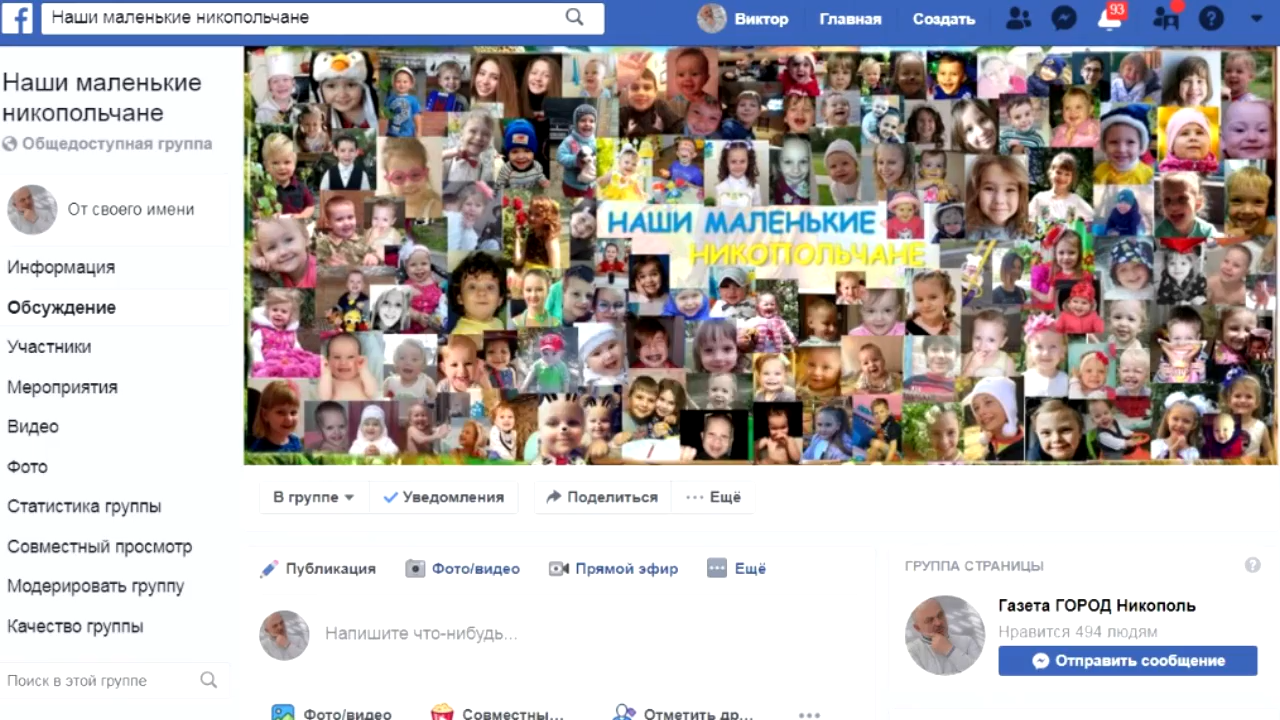 Наши маленькие никопольчане
Виктор
Главная
Создать
93
Наши маленькие
никопольчане
Общедоступная группа
От своего имени
Информация
Обсуждение
Участники
Мероприятия
Видео
Фото
Статистика группы
Совместный просмотр
Модерировать группу
Качество группы
Поиск в этой группе
НАШИ МАЛЕНЬКИЕ
НИКОПОЛЬЧАНЕ
В группе
Уведомления
Поделиться
Ещё
Публикация
Фото/видео
Прямой эфир
Ещё
Напишите что-нибудь...
Фото/видео
Совместны...
Отметить др...
ГРУППА СТРАНИЦЫ
Газета ГОРОД Никополь
Нравится 494 людям
Отправить сообщение